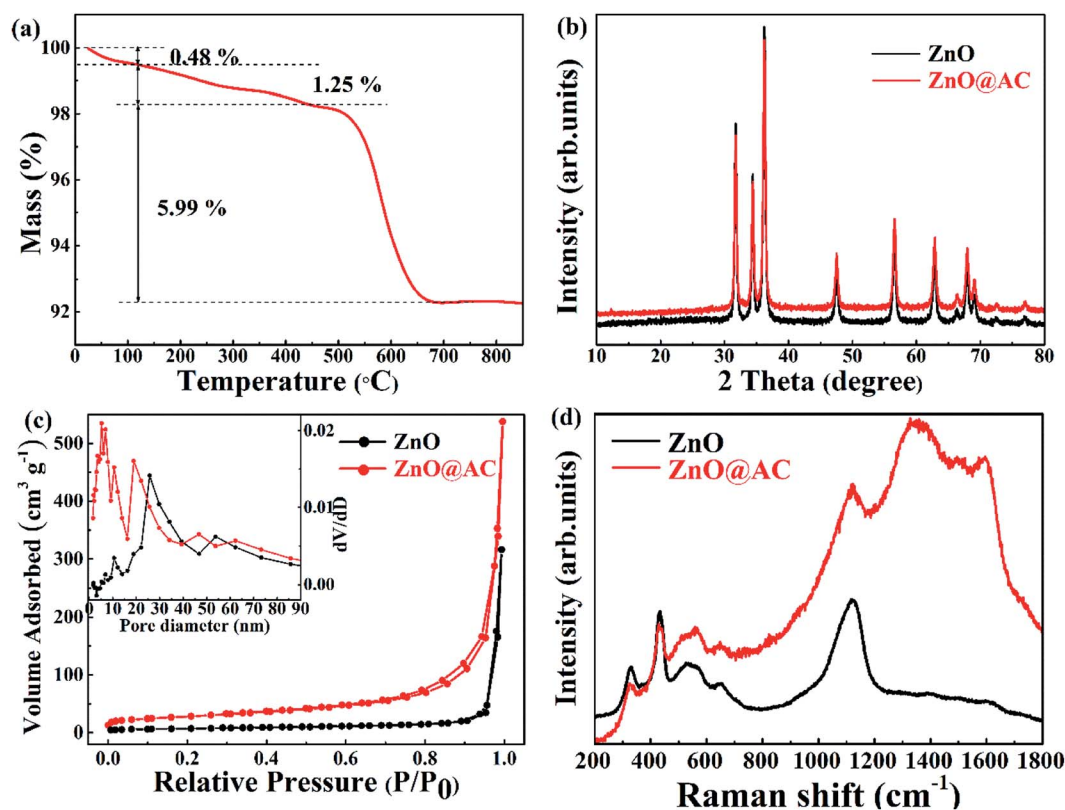 (a)
100
98
96
94
92
0.48 %
1.25 %
5.99 %
Mass (%)
0 100 200 300 400 500 600 700 800
Temperature (°C)
(b)
ZnO
ZnO@AC
Intensity (arb.units)
10 20 30 40 50 60 70 80
2 Theta (degree)
(c)
500
400
300
200
100
0
Volume Adsorbed (cm³ g⁻¹)
ZnO
ZnO@AC
0.02
0.01
0.00
dV/dD
0 10 20 30 40 50 60 70 80 90
Pore diameter (nm)
0.0 0.2 0.4 0.6 0.8 1.0
Relative Pressure (P/P₀)
(d)
ZnO
ZnO@AC
Intensity (arb.units)
200 400 600 800 1000 1200 1400 1600 1800
Raman shift (cm⁻¹)